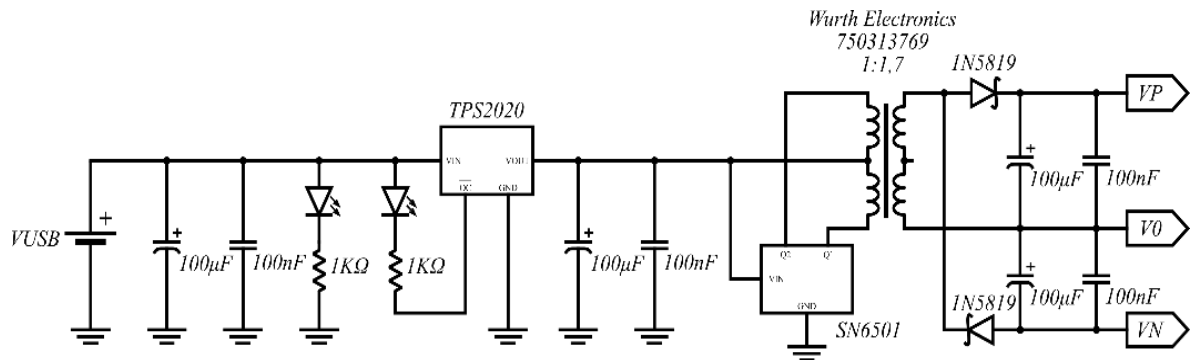 Wurth Electronics
750313769
1:1,7
1N5819
VP
TPS2020
VIN
VOUT
OC
GND
100μF
100nF
VUSB
+
+
100μF
100nF
1KΩ
1KΩ
+
100μF
100nF
+
V0
Q2
Q1
VIN
GND
SN6501
1N5819
+
100μF
100nF
VN